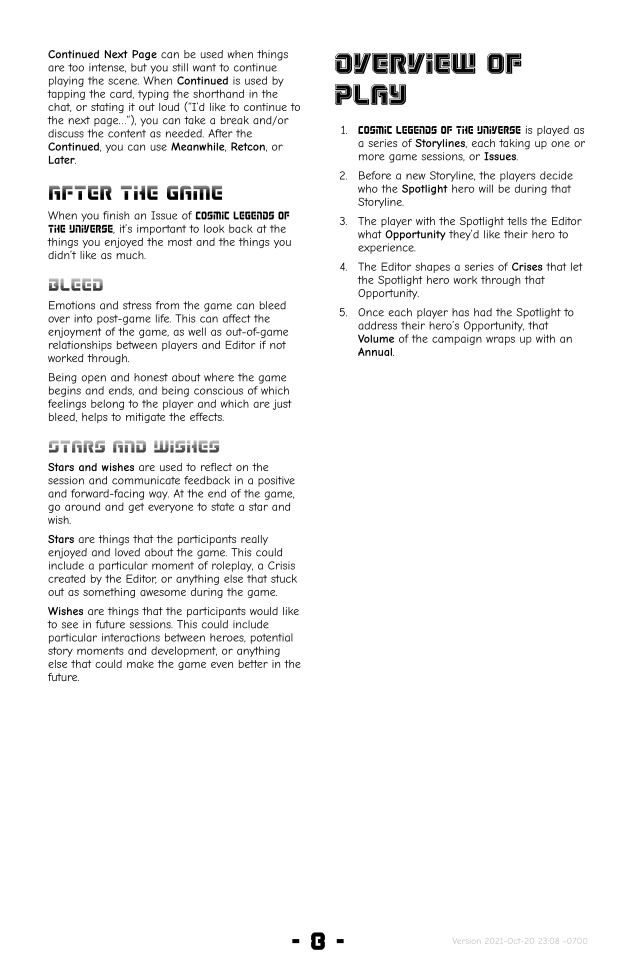 Continued Next Page can be used when things
are too intense, but you still want to continue
playing the scene. When Continued is used by
tapping the card, typing the shorthand in the
chat, or stating it out loud ("I'd like to continue to
the next page…"), you can take a break and/or
discuss the content as needed. After the
Continued, you can use Meanwhile, Retcon, or
Later.
AFTER THE GAME
When you finish an Issue of COSMIC LEGENDS OF
THE UNIVERSE, it's important to look back at the
things you enjoyed the most and the things you
didn't like as much.
BLEED
Emotions and stress from the game can bleed
over into post-game life. This can affect the
enjoyment of the game, as well as out-of-game
relationships between players and Editor if not
worked through.
Being open and honest about where the game
begins and ends, and being conscious of which
feelings belong to the player and which are just
bleed, helps to mitigate the effects.
STARS AND WISHES
Stars and wishes are used to reflect on the
session and communicate feedback in a positive
and forward-facing way. At the end of the game,
go around and get everyone to state a star and
wish.
Stars are things that the participants really
enjoyed and loved about the game. This could
include a particular moment of roleplay, a Crisis
created by the Editor, or anything else that stuck
out as something awesome during the game.
Wishes are things that the participants would like
to see in future sessions. This could include
particular interactions between heroes, potential
story moments and development, or anything
else that could make the game even better in the
future.
OVERVIEW OF
PLAY
1. COSMIC LEGENDS OF THE UNIVERSE is played as
a series of Storylines, each taking up one or
more game sessions, or Issues.
2. Before a new Storyline, the players decide
who the Spotlight hero will be during that
Storyline.
3. The player with the Spotlight tells the Editor
what Opportunity they'd like their hero to
experience.
4. The Editor shapes a series of Crises that let
the Spotlight hero work through that
Opportunity.
5. Once each player has had the Spotlight to
address their hero's Opportunity, that
Volume of the campaign wraps up with an
Annual.
Version 2021-Oct-20 23:08 -0700